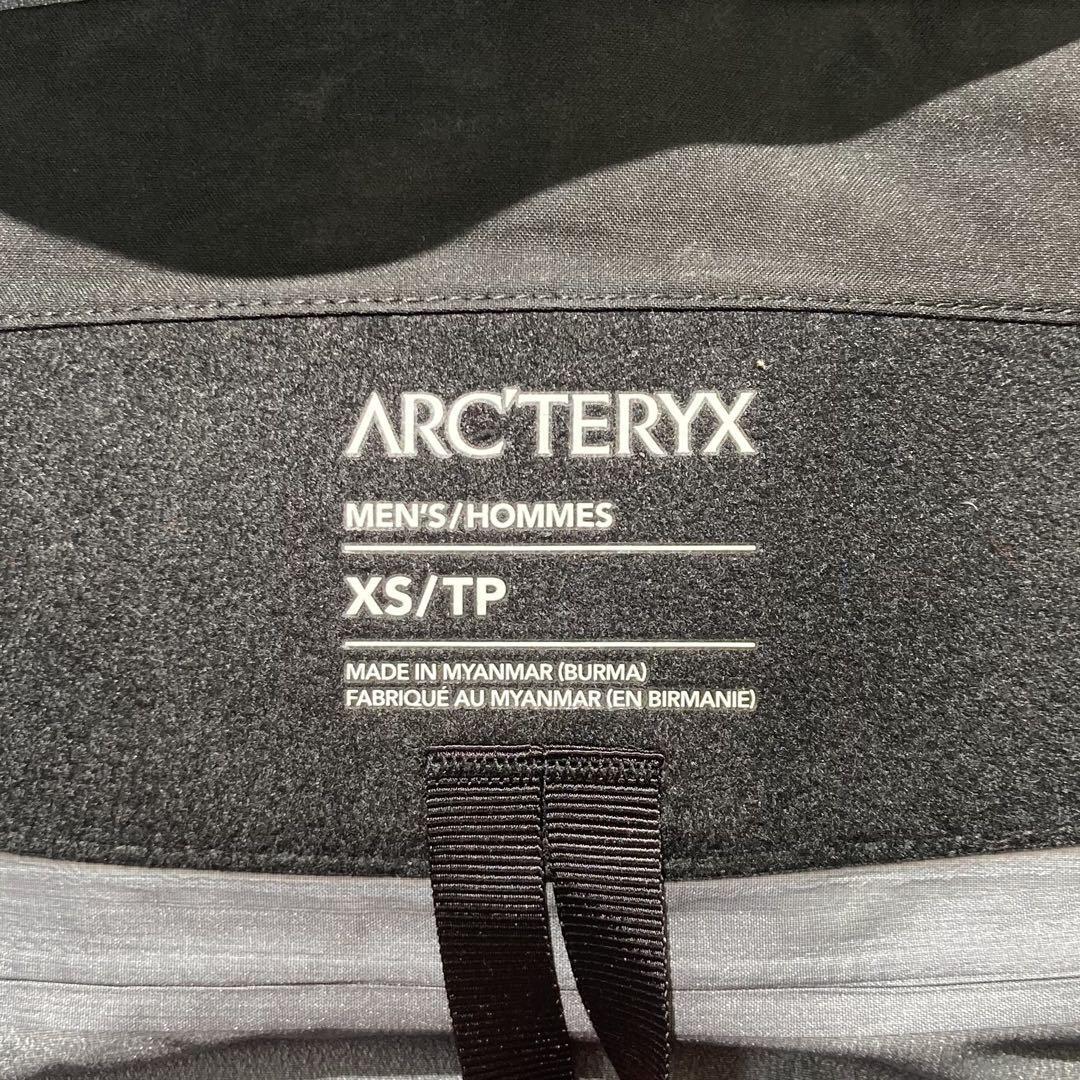 ARC'TERYX
MEN'S/HOMMES
XS/TP
MADE IN MYANMAR (BURMA)
FABRIQUÉ AU MYANMAR (EN BIRMANIE)